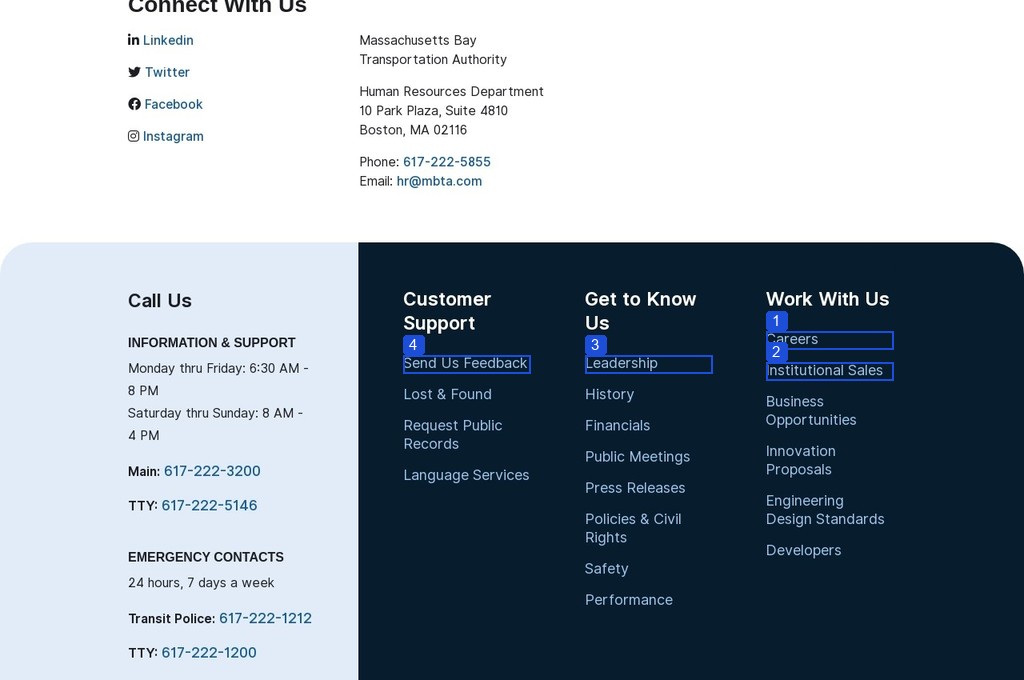 Connect With Us
Linkedin
Twitter
Facebook
Instagram
Massachusetts Bay
Transportation Authority
Human Resources Department
10 Park Plaza, Suite 4810
Boston, MA 02116
Phone: 617-222-5855
Email: hr@mbta.com
Call Us
INFORMATION & SUPPORT
Monday thru Friday: 6:30 AM -
8 PM
Saturday thru Sunday: 8 AM -
4 PM
Main: 617-222-3200
TTY: 617-222-5146
EMERGENCY CONTACTS
24 hours, 7 days a week
Transit Police: 617-222-1212
TTY: 617-222-1200
Customer
Support
4
Send Us Feedback
Lost & Found
Request Public
Records
Language Services
Get to Know
Us
3
Leadership
History
Financials
Public Meetings
Press Releases
Policies & Civil
Rights
Safety
Performance
Work With Us
1
Careers
2
Institutional Sales
Business
Opportunities
Innovation
Proposals
Engineering
Design Standards
Developers